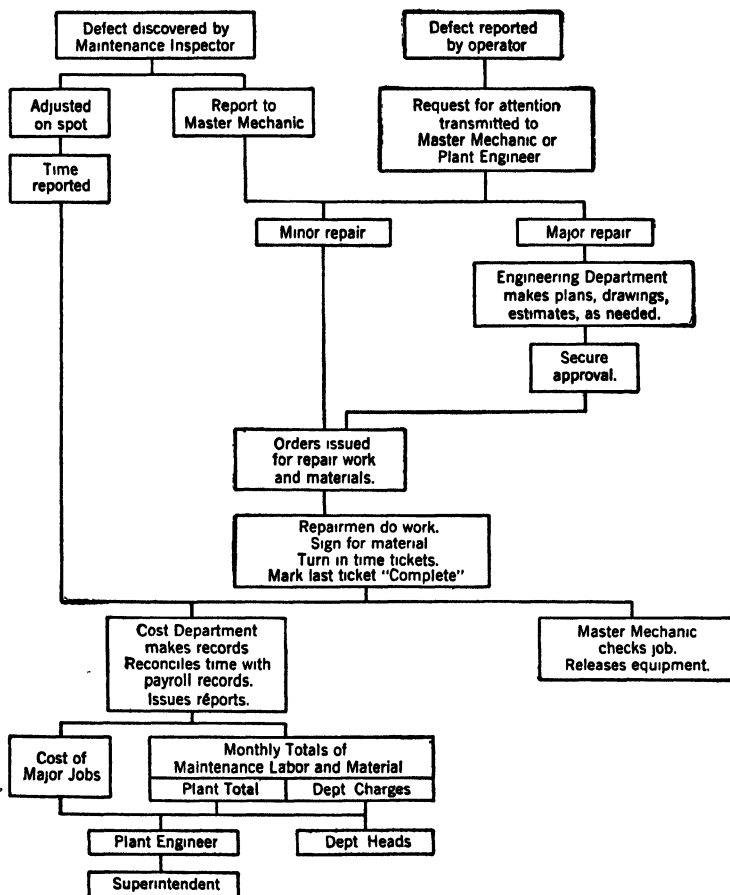 Defect discovered by
Maintenance Inspector
Defect reported
by operator
Adjusted
on spot
Report to
Master Mechanic
Request for attention
transmitted to
Master Mechanic or
Plant Engineer
Time
reported
Minor repair
Major repair
Engineering Department
makes plans, drawings,
estimates, as needed.
Secure
approval.
Orders issued
for repair work
and materials.
Repairmen do work.
Sign for material
Turn in time tickets.
Mark last ticket "Complete"
Cost Department
makes records
Reconciles time with
payroll records.
Issues reports.
Master Mechanic
checks job.
Releases equipment.
Cost of
Major Jobs
Monthly Totals of
Maintenance Labor and Material
Plant Total
Dept Charges
Plant Engineer
Dept Heads
Superintendent